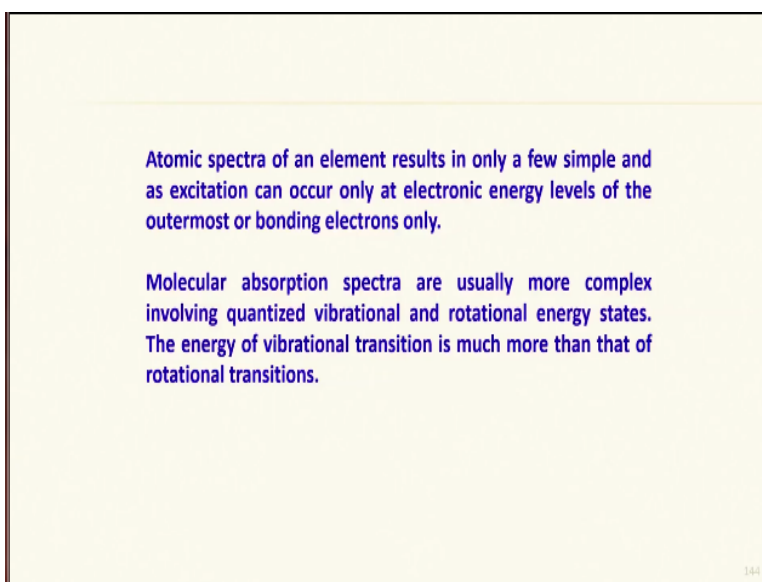 Atomic spectra of an element results in only a few simple and
as excitation can occur only at electronic energy levels of the
outermost or bonding electrons only.
Molecular absorption spectra are usually more complex
involving quantized vibrational and rotational energy states.
The energy of vibrational transition is much more than that of
rotational transitions.
144